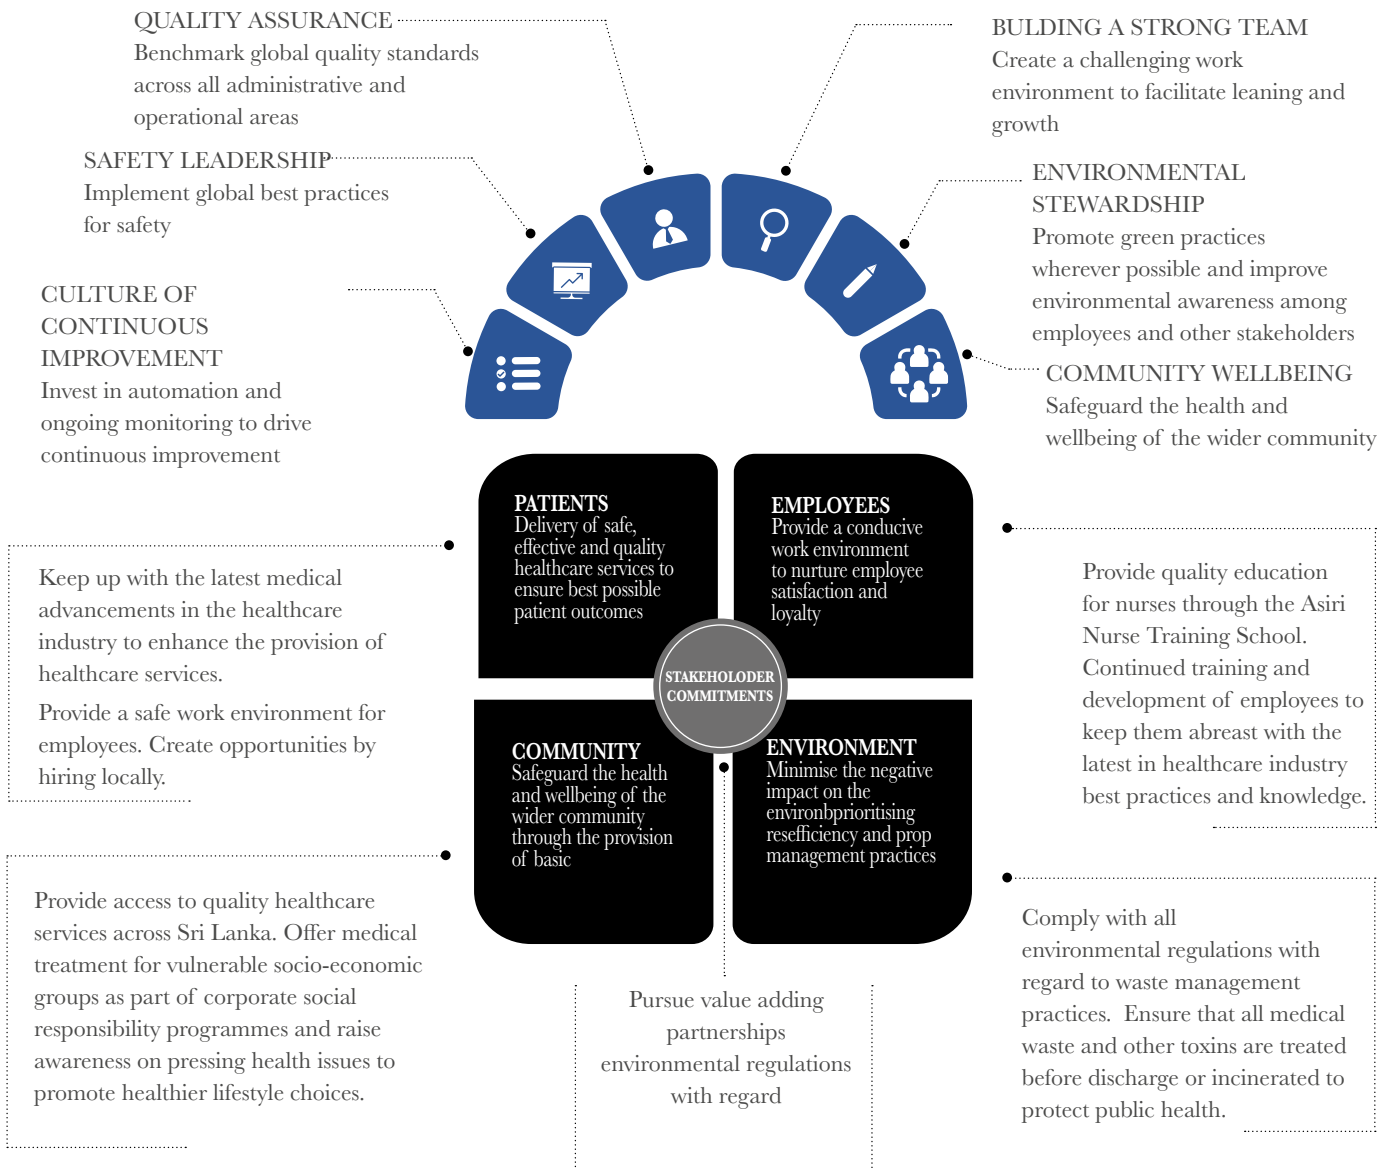 QUALITY ASSURANCE
Benchmark global quality standards
across all administrative and
operational areas
SAFETY LEADERSHIP
Implement global best practices
for safety
CULTURE OF
CONTINUOUS
IMPROVEMENT
Invest in automation and
ongoing monitoring to drive
continuous improvement
BULDING A STRONG TEAM
Create a challenging work
environment to facilitate leaning and
growth
ENVIRONMENTAL
STEWARDSHIP
Promote green practices
wherever possible and improve
environmental awareness among
employees and other stakeholders
COMMUNITY WELLBEING
Safeguard the health and
wellbeing of the wider community
PATIENTS
Delivery of safe,
effective and quality
healthcare services to
ensure best possible
patient outcomes
EMPLOYEES
Provide a conducive
work environment
to nurture employee
satisfaction and
loyalty
STAKEHOLODER
COMMITMENTS
COMMUNITY
Safeguard the health
and wellbeing of the
wider community
through the provision
of basic
ENVIRONMENT
Minimise the negative
impact on the
environbprioritising
resefficiency and prop
management practices
Keep up with the latest medical
advancements in the healthcare
industry to enhance the provision of
healthcare services.
Provide a safe work environment for
employees. Create opportunities by
hiring locally.
Provide quality education
for nurses through the Asiri
Nurse Training School.
Continued training and
development of employees to
keep them abreast with the
latest in healthcare industry
best practices and knowledge.
Provide access to quality healthcare
services across Sri Lanka. Offer medical
treatment for vulnerable socio-economic
groups as part of corporate social
responsibility programmes and raise
awareness on pressing health issues to
promote healthier lifestyle choices.
Pursue value adding
partnerships
environmental regulations
with regard
Comply with all
environmental regulations with
regard to waste management
practices. Ensure that all medical
waste and other toxins are treated
before discharge or incinerated to
protect public health.